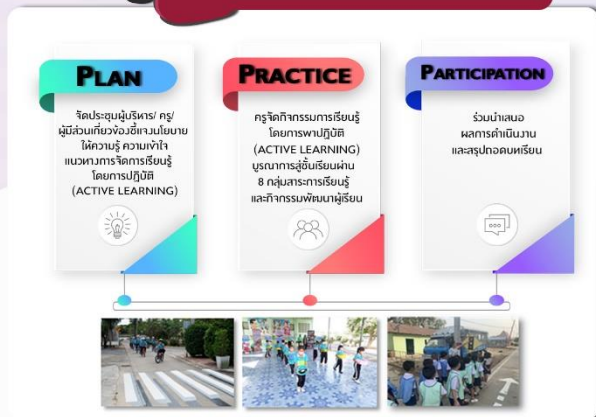 PLAN
จัดประชุมผู้บริหาร/ ครู/
ผู้มีส่วนเกี่ยวข้องชี้แจงนโยบาย
ให้ความรู้ ความเข้าใจ
แนวทางการจัดการเรียนรู้
โดยการปฏิบัติ
(ACTIVE LEARNING)
PRACTICE
ครูจัดกิจกรรมการเรียนรู้
โดยการพาปฏิบัติ
(ACTIVE LEARNING)
บูรณาการสู่ชั้นเรียนผ่าน
8 กลุ่มสาระการเรียนรู้
และกิจกรรมพัฒนาผู้เรียน
PARTICIPATION
ร่วมนำเสนอ
ผลการดำเนินงาน
และสรุปถอดบทเรียน